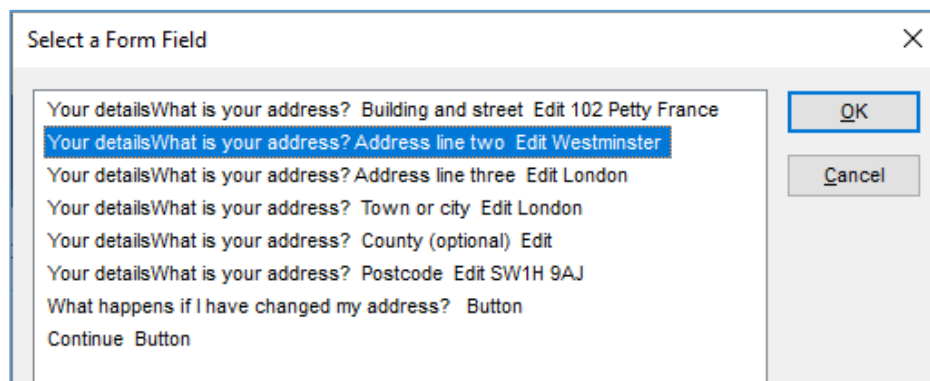 Select a Form Field
Your detailsWhat is your address?  Building and street  Edit 102 Petty France
Your detailsWhat is your address? Address line two  Edit Westminster
Your detailsWhat is your address? Address line three  Edit London
Your detailsWhat is your address?  Town or city  Edit London
Your detailsWhat is your address?  County (optional)  Edit
Your detailsWhat is your address?  Postcode  Edit SW1H 9AJ
What happens if I have changed my address?   Button
Continue  Button
OK
Cancel